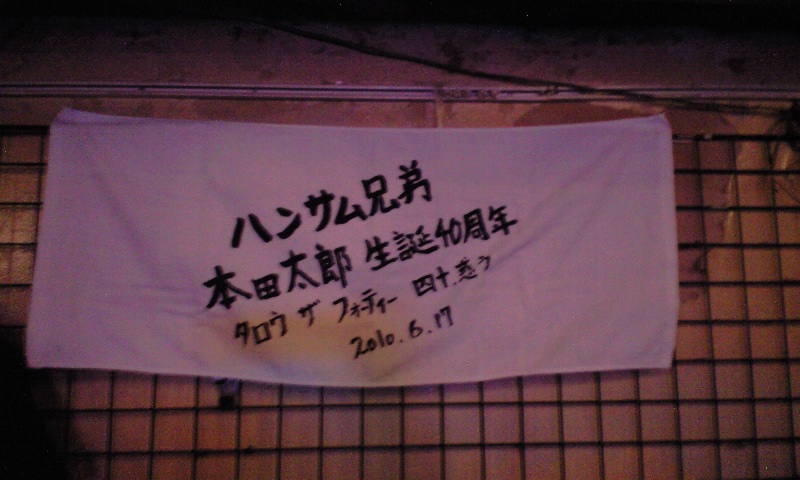 ハンサム兄弟
本田太郎 生誕40周年
タロウ ザ フォーティー 四十.惑う
2010.6.17